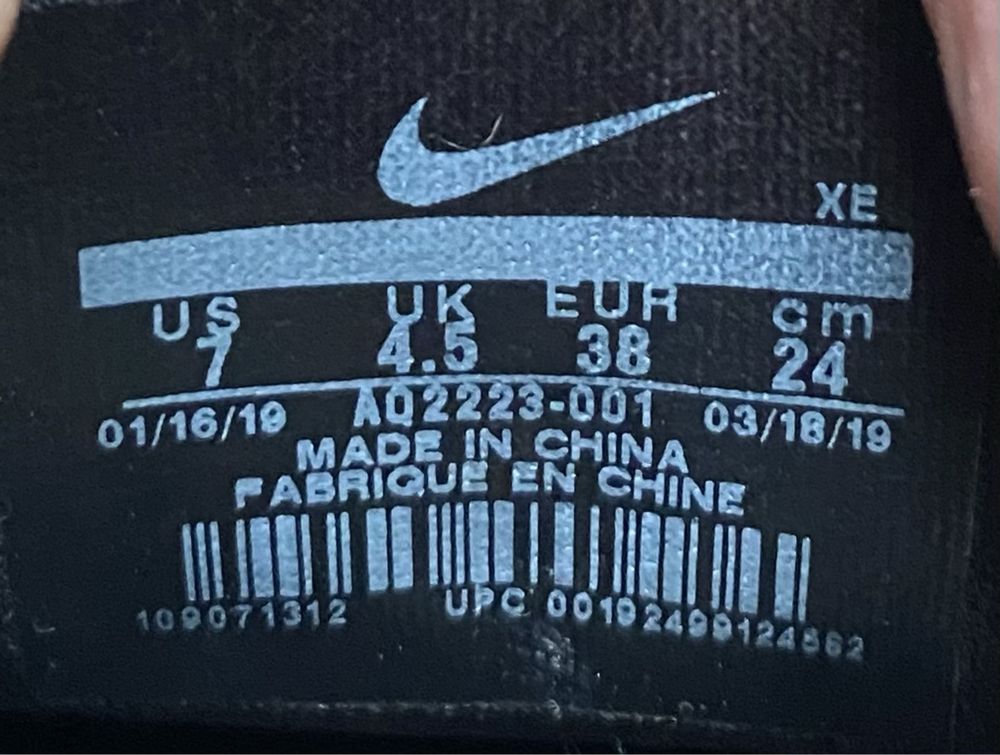 XE
US UK EUR cm
7 4.5 38 24
01/16/19 AQ2223-001 03/18/19
MADE IN CHINA
FABRIQUE EN CHINE
109071312 UPC 00192499124562